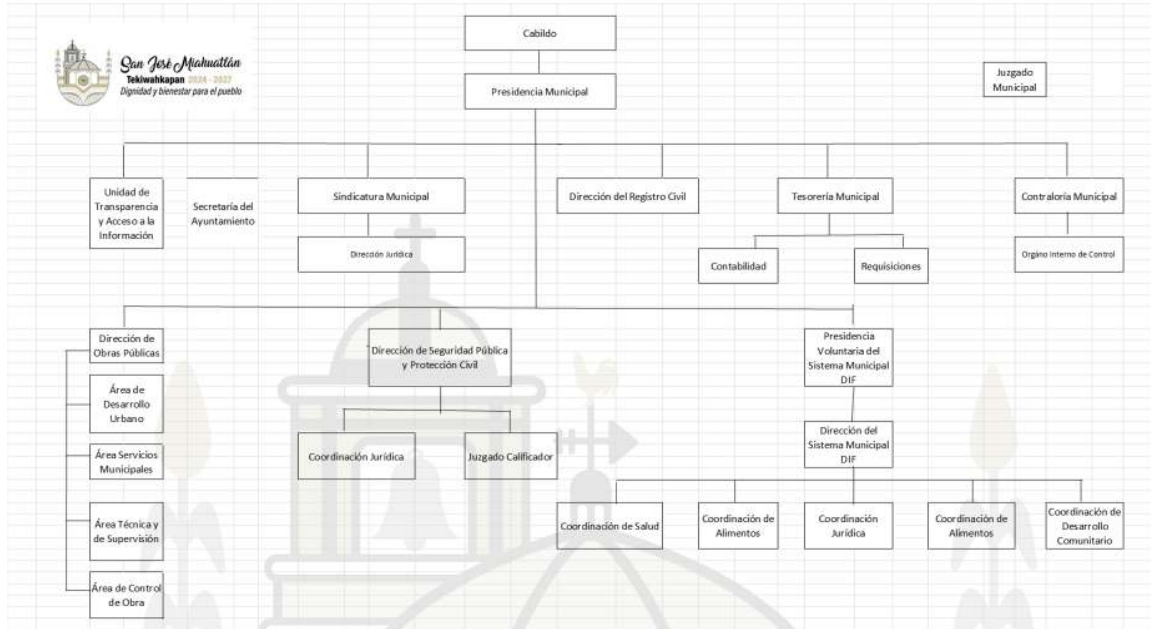 Cabildo
San José Miahuatlán
Tekiwahkapan 2024 - 2027
Dignidad y bienestar para el pueblo
Juzgado
Municipal
Presidencia Municipal
Unidad de
Transparencia
y Acceso a la
Información
Secretaría del
Ayuntamiento
Sindicatura Municipal
Dirección del Registro Civil
Tesorería Municipal
Contraloría Municipal
Dirección Jurídica
Contabilidad
Requisiciones
Orgáno Interno de Control
Dirección de
Obras Públicas
Dirección de Seguridad Pública
y Protección Civil
Presidencia
Voluntaria del
Sistema Municipal
DIF
Área de
Desarrollo
Urbano
Área Servicios
Municipales
Coordinación Jurídica
Juzgado Calificador
Dirección del
Sistema Municipal
DIF
Área Técnica y
de Supervisión
Coordinación de Salud
Coordinación de
Alimentos
Coordinación
Jurídica
Coordinación de
Alimentos
Coordinación de
Desarrollo
Comunitario
Área de Control
de Obra